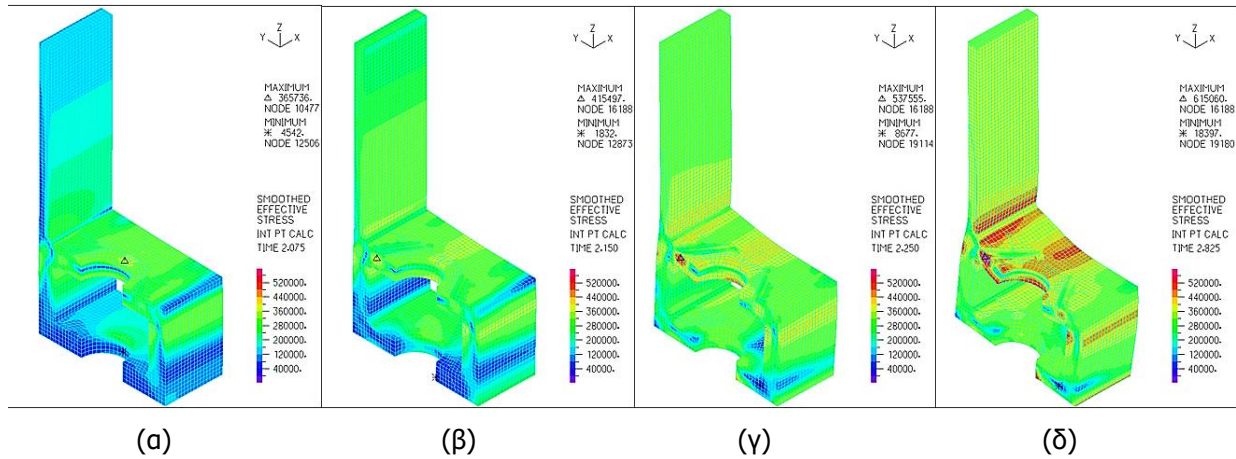 Z
Y X
MAXIMUM
△ 365736.
NODE 10477
MINIMUM
* 4542.
NODE 12506
SMOOTHED
EFFECTIVE
STRESS
INT PT CALC
TIME 2.075
520000.
440000.
360000.
280000.
200000.
120000.
40000.
(α)
Z
Y X
MAXIMUM
△ 415497.
NODE 16188
MINIMUM
* 1832.
NODE 12873
SMOOTHED
EFFECTIVE
STRESS
INT PT CALC
TIME 2.150
520000.
440000.
360000.
280000.
200000.
120000.
40000.
(β)
Z
Y X
MAXIMUM
△ 537555.
NODE 16188
MINIMUM
* 8677.
NODE 19114
SMOOTHED
EFFECTIVE
STRESS
INT PT CALC
TIME 2.250
520000.
440000.
360000.
280000.
200000.
120000.
40000.
(γ)
Z
Y X
MAXIMUM
△ 615060.
NODE 16188
MINIMUM
* 18397.
NODE 19180
SMOOTHED
EFFECTIVE
STRESS
INT PT CALC
TIME 2.825
520000.
440000.
360000.
280000.
200000.
120000.
40000.
(δ)